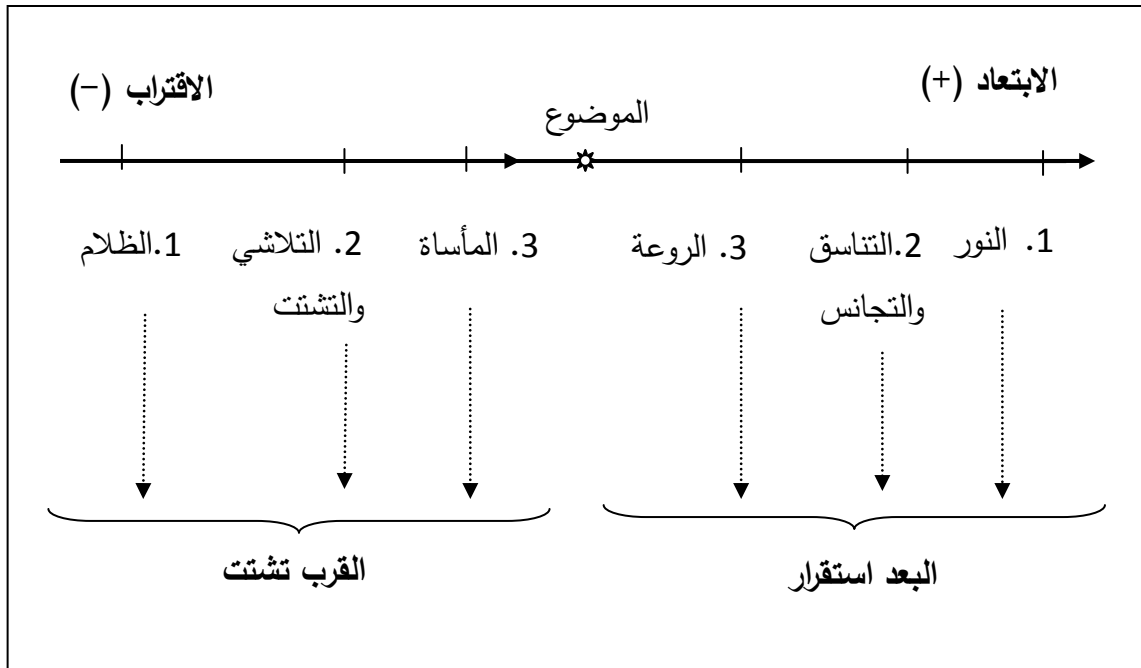 الابتعاد (+)
الاقتراب (–)
الموضوع
1. النور
2.التناسق
والتجانس
3. الروعة
3. المأساة
2. التلاشي
والتشتت
1.الظلام
البعد استقرار
القرب تشتت